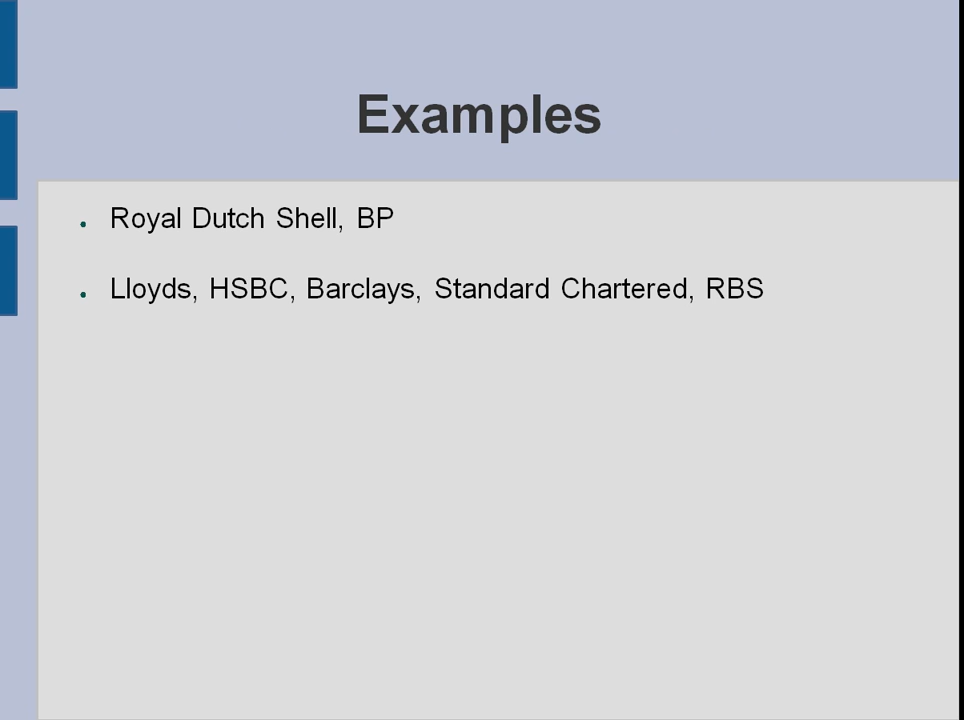 Examples
Royal Dutch Shell, BP
Lloyds, HSBC, Barclays, Standard Chartered, RBS